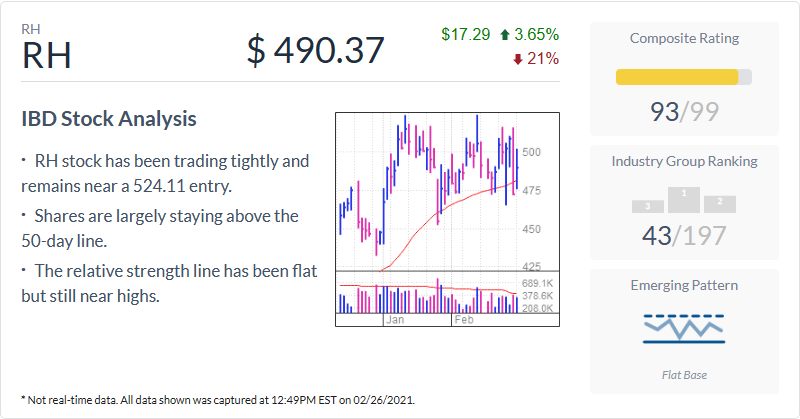 RH
RH
$ 490.37
$17.29 3.65%
21%
IBD Stock Analysis
· RH stock has been trading tightly and
remains near a 524.11 entry.
· Shares are largely staying above the
50-day line.
· The relative strength line has been flat
but still near highs.
500
475
450
425
689.1K
378.6K
208.0K
Jan
Feb
Composite Rating
93/99
Industry Group Ranking
3
1
2
43/197
Emerging Pattern
Flat Base
* Not real-time data. All data shown was captured at 12:49PM EST on 02/26/2021.